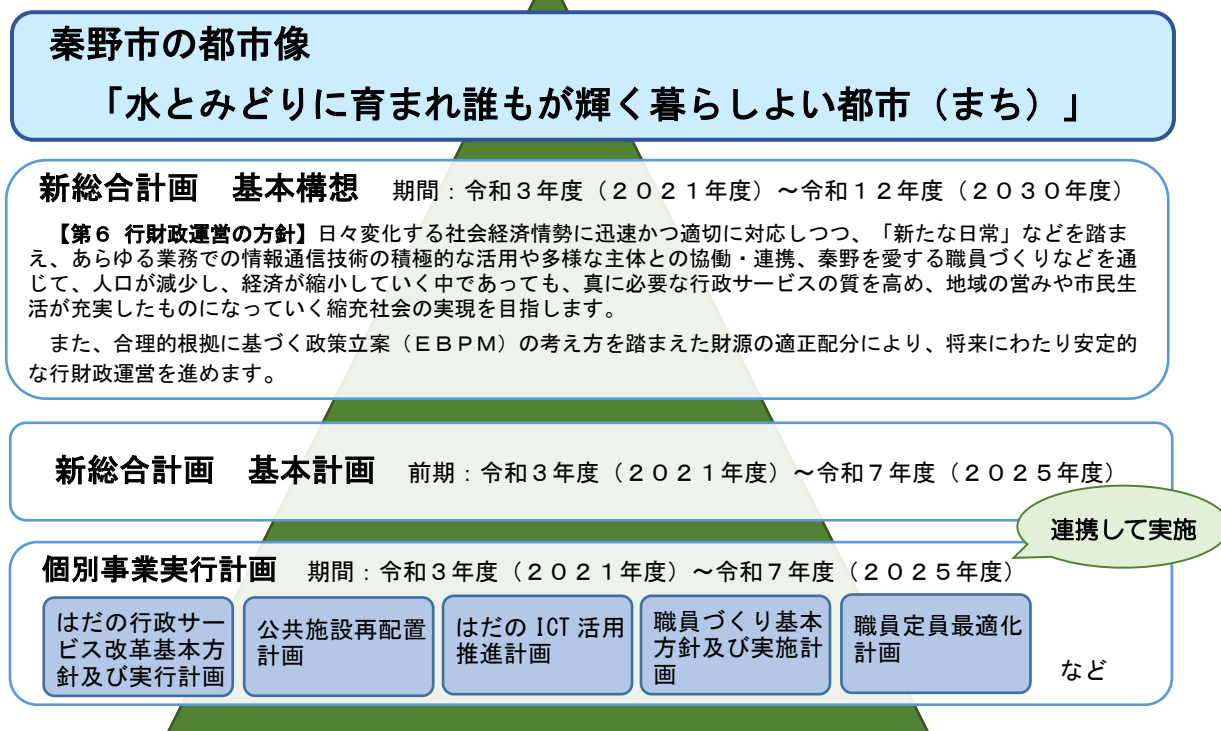 秦野市の都市像
「水とみどりに育まれ誰もが輝く暮らしよい都市（まち）」
新総合計画　基本構想　期間：令和３年度（２０２１年度）～令和１２年度（２０３０年度）
【第６ 行財政運営の方針】日々変化する社会経済情勢に迅速かつ適切に対応しつつ、「新たな日常」などを踏ま
え、あらゆる業務での情報通信技術の積極的な活用や多様な主体との協働・連携、秦野を愛する職員づくりなどを通
じて、人口が減少し、経済が縮小していく中であっても、真に必要な行政サービスの質を高め、地域の営みや市民生
活が充実したものになっていく縮充社会の実現を目指します。
また、合理的根拠に基づく政策立案（ＥＢＰＭ）の考え方を踏まえた財源の適正配分により、将来にわたり安定的
な行財政運営を進めます。
新総合計画　基本計画　前期：令和３年度（２０２１年度）～令和７年度（２０２５年度）
連携して実施
個別事業実行計画　期間：令和３年度（２０２１年度）～令和７年度（２０２５年度）
はだの行政サー
ビス改革基本方
針及び実行計画
公共施設再配置
計画
はだの ICT 活用
推進計画
職員づくり基本
方針及び実施計
画
職員定員最適化
計画
など